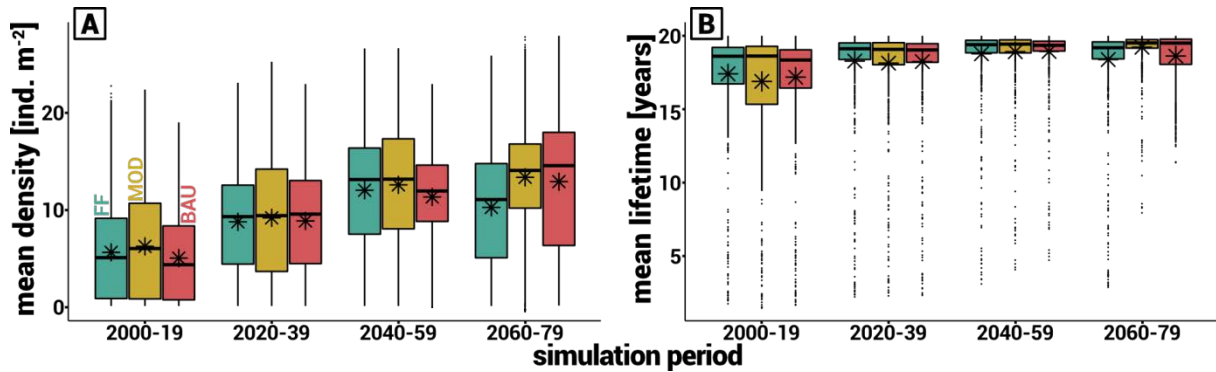 A
mean density [ind. m⁻²]
20
10
0
FF
MOD
BAU
2000-19
2020-39
2040-59
2060-79
B
mean lifetime [years]
20
15
10
5
2000-19
2020-39
2040-59
2060-79
simulation period